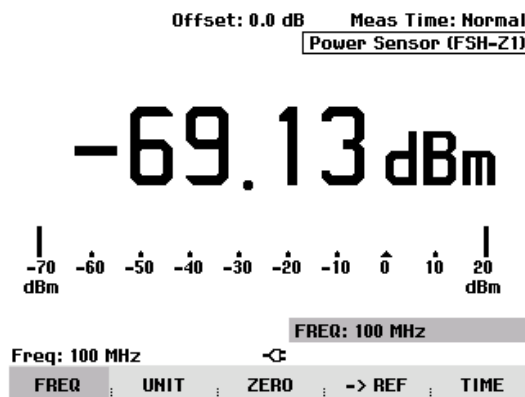 Offset: 0.0 dB Meas Time: Normal
Power Sensor (FSH-Z1)
-69.13 dBm
-70 -60 -50 -40 -30 -20 -10 0 10 20
dBm dBm
FREQ: 100 MHz
Freq: 100 MHz
FREQ UNIT ZERO -> REF TIME